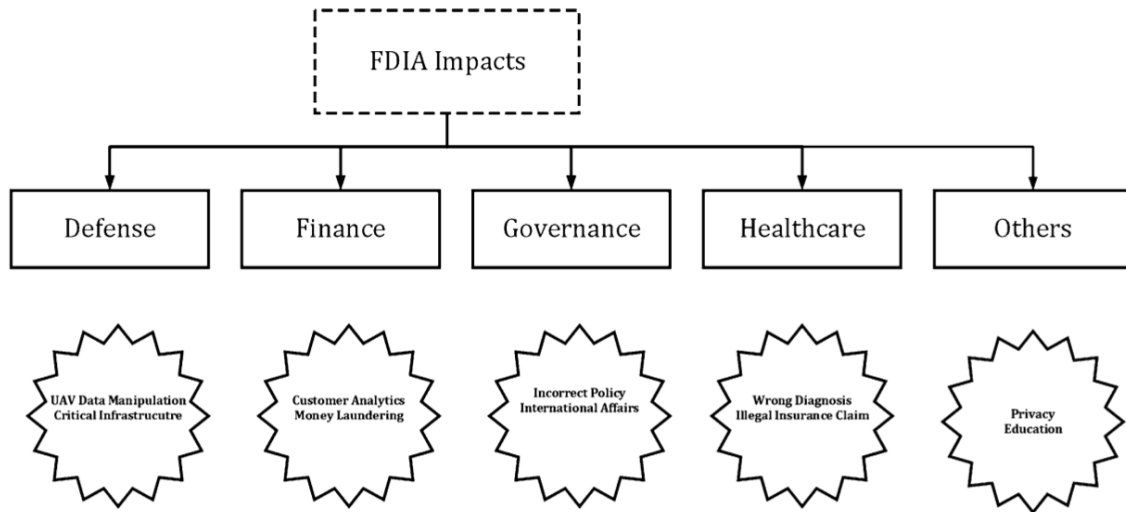 FDIA Impacts
Defense
Finance
Governance
Healthcare
Others
UAV Data Manipulation
Critical Infrastrucutre
Customer Analytics
Money Laundering
Incorrect Policy
International Affairs
Wrong Diagnosis
Illegal Insurance Claim
Privacy
Education